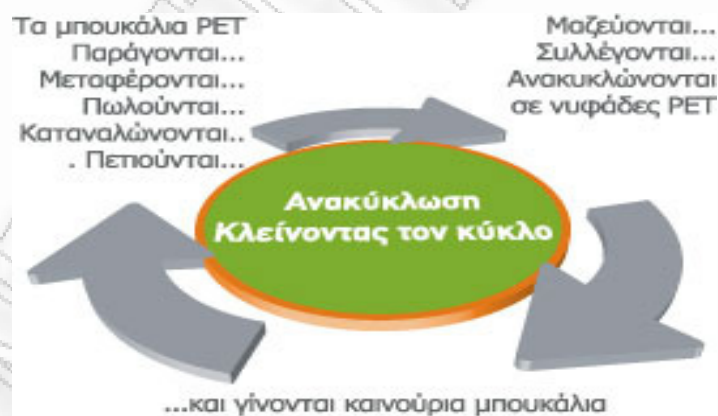 Τα μπουκάλια PET
Παράγονται...
Μεταφέρονται...
Πωλούνται...
Καταναλώνονται..
. Πετιούνται...
Μαζεύονται...
Συλλέγονται...
Ανακυκλώνονται
σε νυφάδες PET
Ανακύκλωση
Κλείνοντας τον κύκλο
...και γίνονται καινούρια μπουκάλια